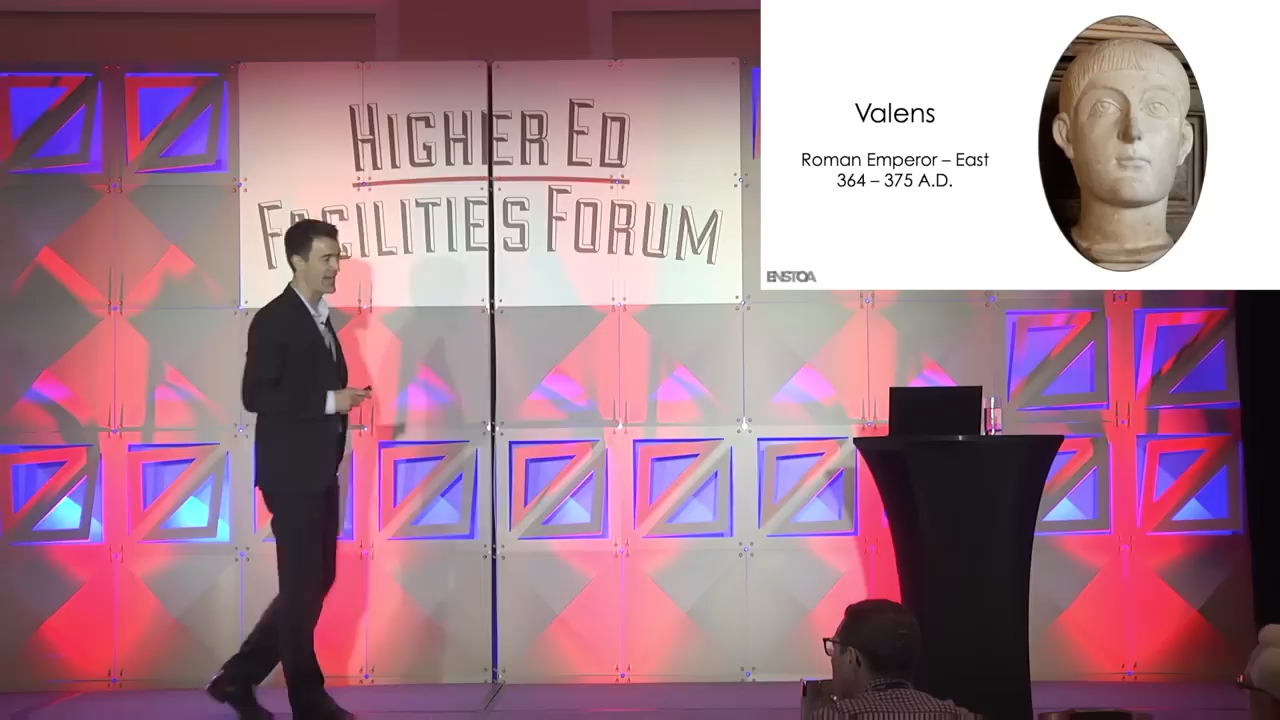 HIGHER ED
FACILITIES FORUM
Valens
Roman Emperor – East
364 – 375 A.D.
ENSTOA